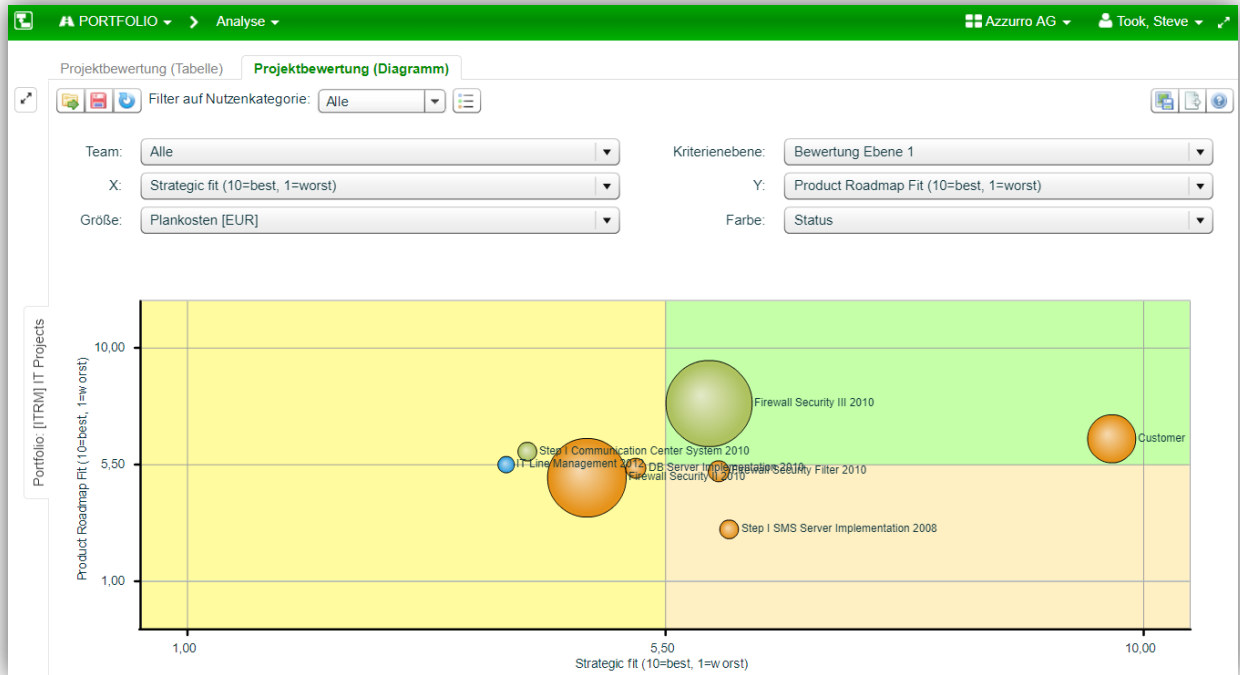 PORTFOLIO Analyse Azzurro AG Took, Steve
Projektbewertung (Tabelle) Projektbewertung (Diagramm)
Filter auf Nutzenkategorie: Alle
Team: Alle Kriterienebene: Bewertung Ebene 1
X: Strategic fit (10=best, 1=worst) Y: Product Roadmap Fit (10=best, 1=worst)
Größe: Plankosten [EUR] Farbe: Status
Portfolio: [ITRM] IT Projects
Product Roadmap Fit (10=best, 1=worst)
10,00
Firewall Security III 2010
Customer
Step I Communication Center System 2010
5,50
IT Line Management 2012
DB Server Implementation 2010
Firewall Security Filter 2010
Firewall Security II 2010
Step I SMS Server Implementation 2008
1,00
1,00 5,50 10,00
Strategic fit (10=best, 1=worst)